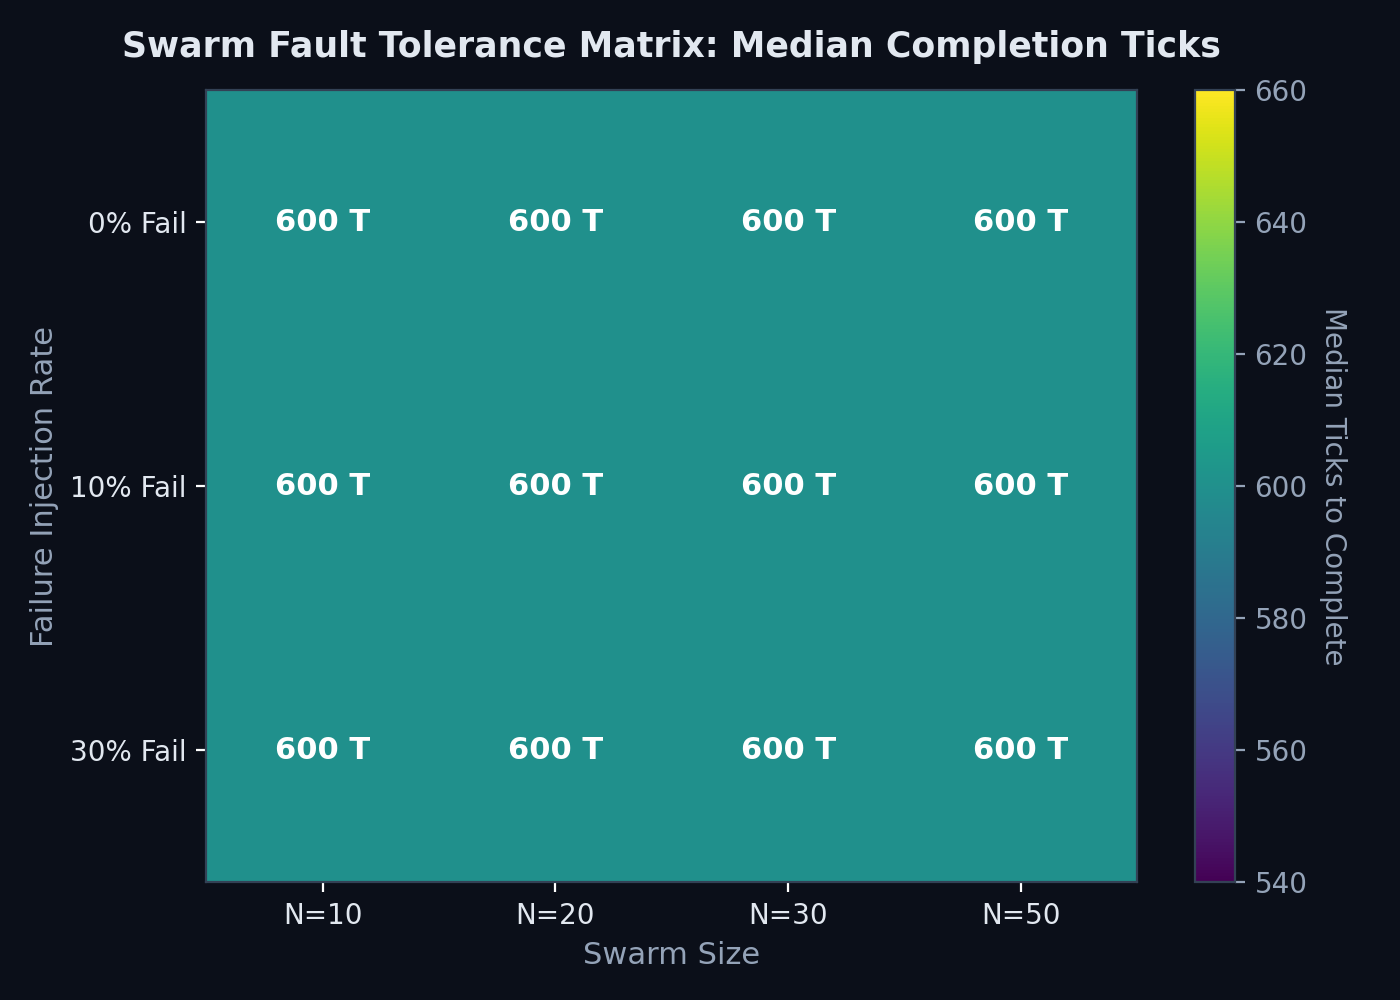 Swarm Fault Tolerance Matrix: Median Completion Ticks
660
0% Fail
600 T 600 T 600 T 600 T
640
620
Failure Injection Rate
Median Ticks to Complete
10% Fail
600 T 600 T 600 T 600 T
600
580
30% Fail
600 T 600 T 600 T 600 T
560
540
N=10 N=20 N=30 N=50
Swarm Size